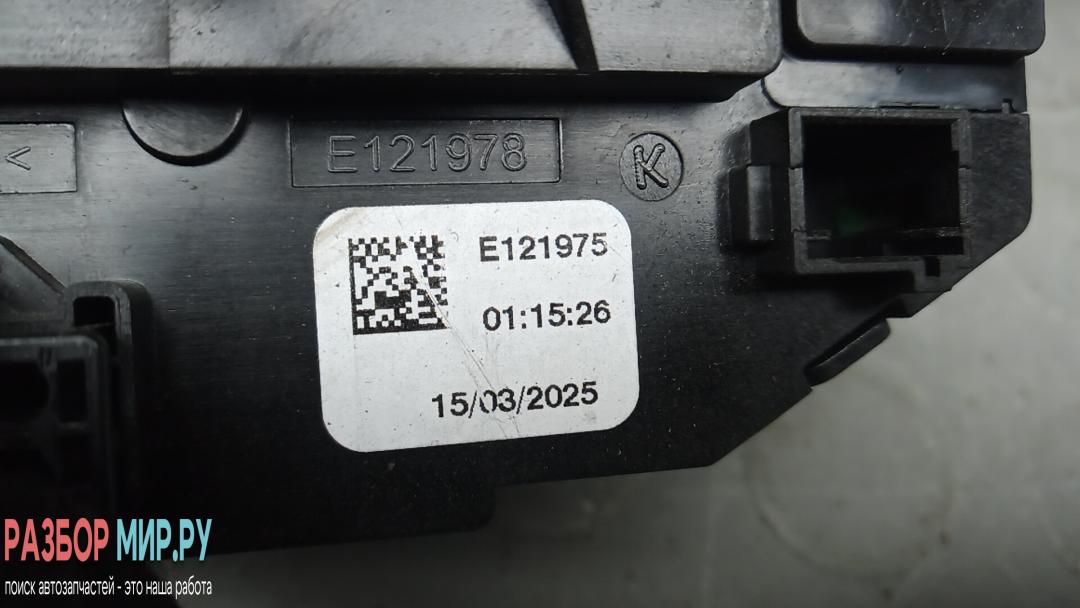 <
E121978
K
E121975
01:15:26
15/03/2025
РАЗБОР МИР.РУ
поиск автозапчастей - это наша работа